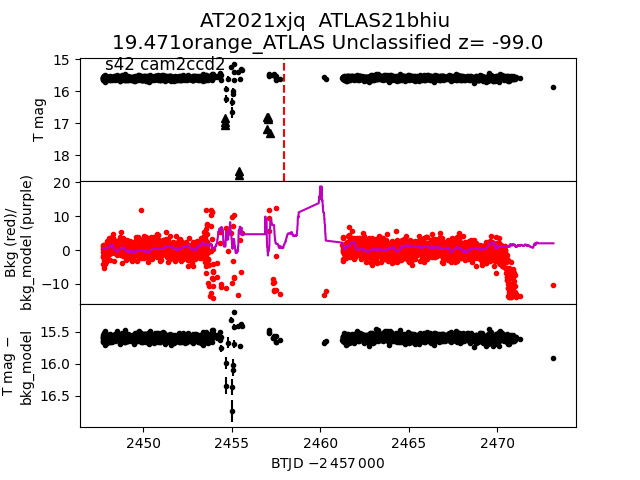 AT2021xjq  ATLAS21bhiu
19.471orange_ATLAS Unclassified z= -99.0
s42 cam2ccd2
T mag
15
16
17
18
Bkg (red)/
bkg_model (purple)
20
10
0
−10
T mag −
bkg_model
15.5
16.0
16.5
2450
2455
2460
2465
2470
BTJD −2 457 000